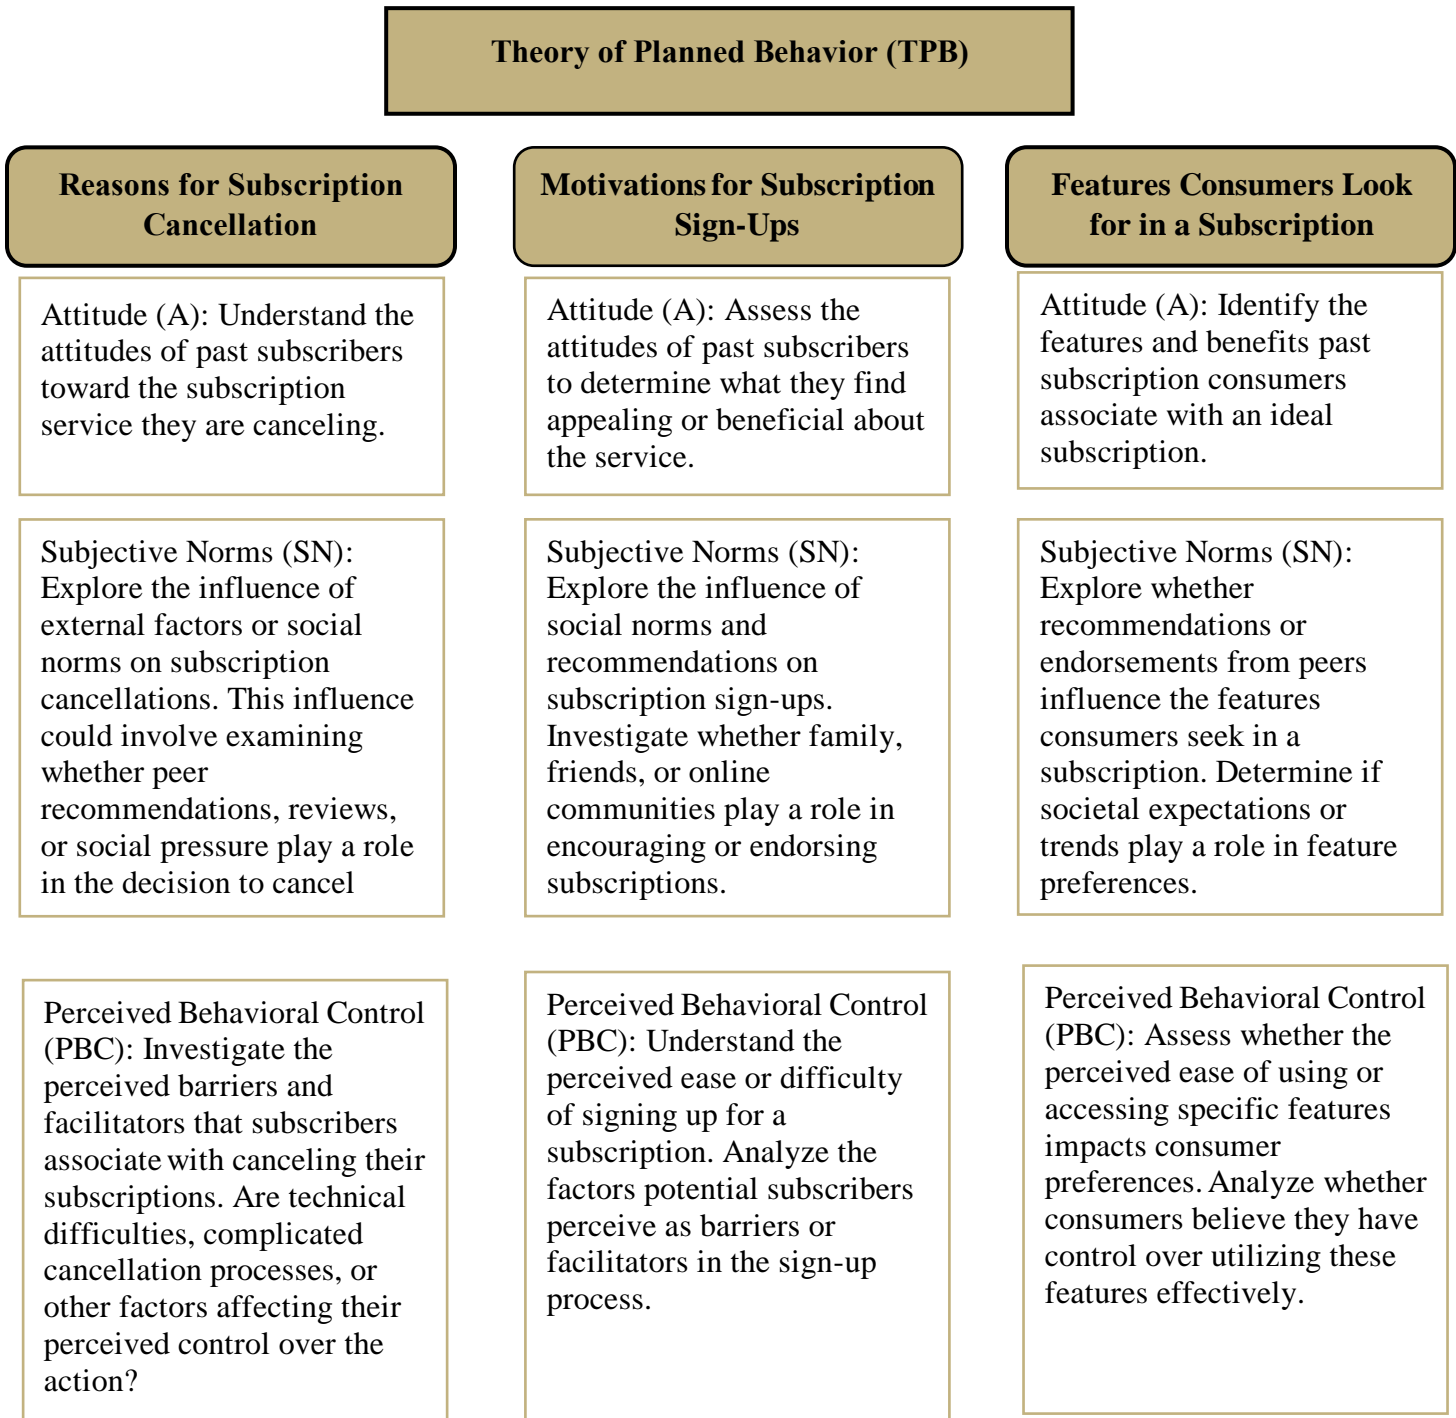 Theory of Planned Behavior (TPB)
Reasons for Subscription
Cancellation
Attitude (A): Understand the
attitudes of past subscribers
toward the subscription
service they are canceling.
Subjective Norms (SN):
Explore the influence of
external factors or social
norms on subscription
cancellations. This influence
could involve examining
whether peer
recommendations, reviews,
or social pressure play a role
in the decision to cancel
Perceived Behavioral Control
(PBC): Investigate the
perceived barriers and
facilitators that subscribers
associate with canceling their
subscriptions. Are technical
difficulties, complicated
cancellation processes, or
other factors affecting their
perceived control over the
action?
Motivations for Subscription
Sign-Ups
Attitude (A): Assess the
attitudes of past subscribers
to determine what they find
appealing or beneficial about
the service.
Subjective Norms (SN):
Explore the influence of
social norms and
recommendations on
subscription sign-ups.
Investigate whether family,
friends, or online
communities play a role in
encouraging or endorsing
subscriptions.
Perceived Behavioral Control
(PBC): Understand the
perceived ease or difficulty
of signing up for a
subscription. Analyze the
factors potential subscribers
perceive as barriers or
facilitators in the sign-up
process.
Features Consumers Look
for in a Subscription
Attitude (A): Identify the
features and benefits past
subscription consumers
associate with an ideal
subscription.
Subjective Norms (SN):
Explore whether
recommendations or
endorsements from peers
influence the features
consumers seek in a
subscription. Determine if
societal expectations or
trends play a role in feature
preferences.
Perceived Behavioral Control
(PBC): Assess whether the
perceived ease of using or
accessing specific features
impacts consumer
preferences. Analyze whether
consumers believe they have
control over utilizing these
features effectively.